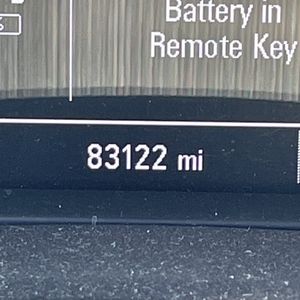 Battery in
Remote Key
83122 mi